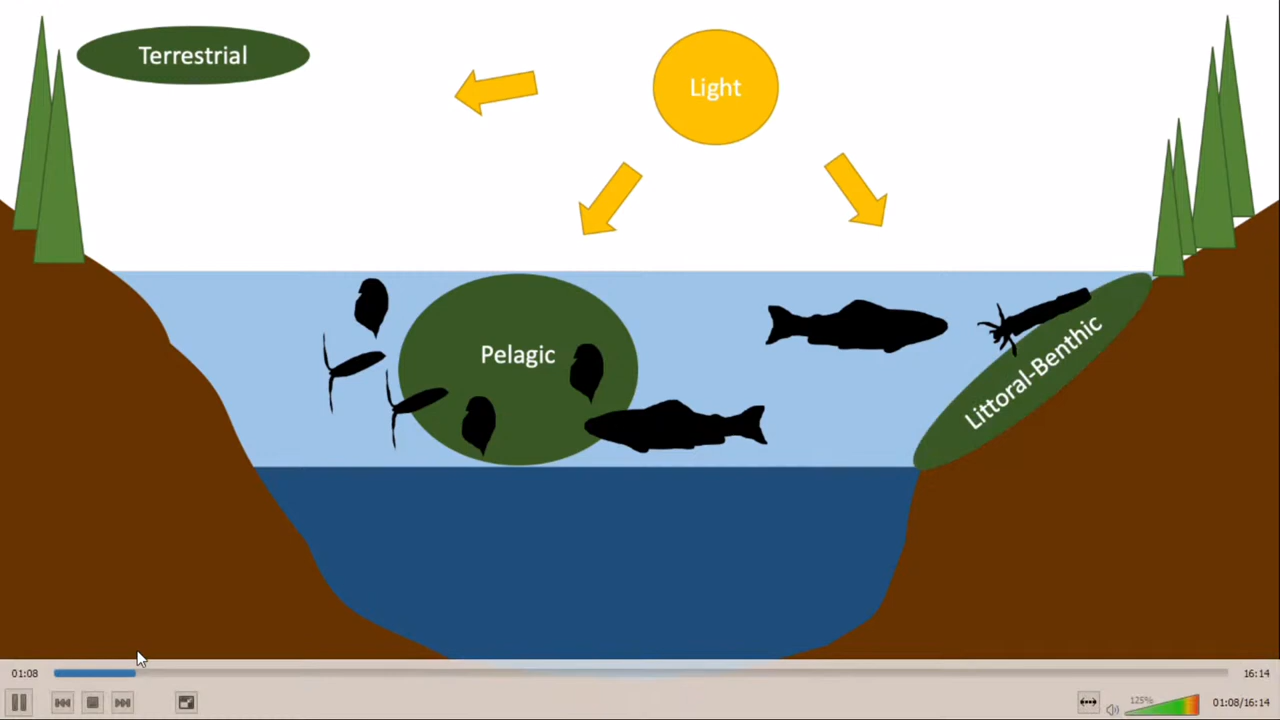 Terrestrial
Light
Pelagic
Littoral-Benthic
01:08
16:14
125%
01:08/16:14